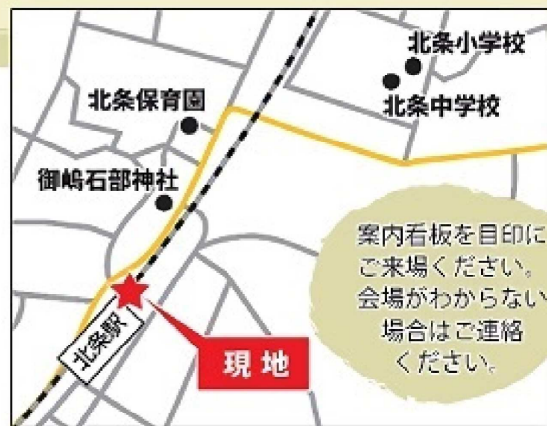 北条小学校
北条中学校
北条保育園
御嶋石部神社
案内看板を目印に
ご来場ください。
会場がわからない
場合はご連絡
ください。
北条駅
現地